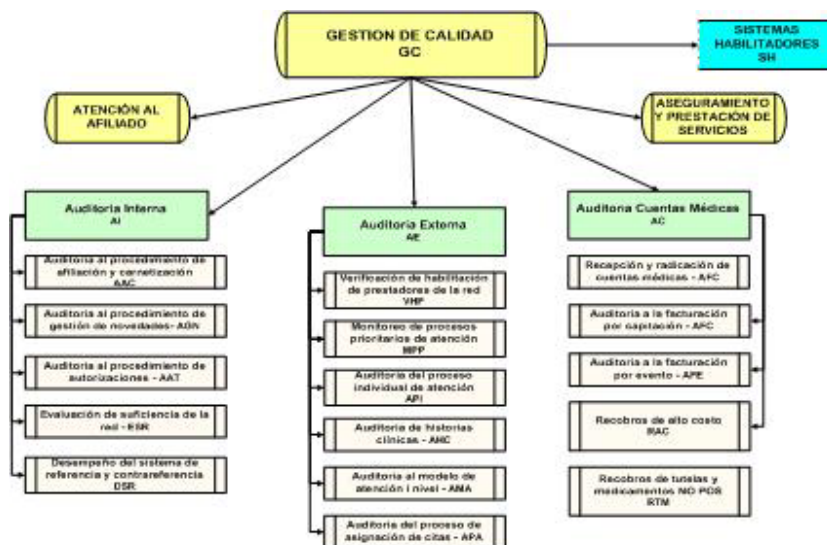 GESTION DE CALIDAD
GC
SISTEMAS
HABILITADORES
SH
ATENCIÓN AL
AFILIADO
ASEGURAMIENTO
Y PRESTACIÓN DE
SERVICIOS
Auditoria Interna
AI
Auditoria al procedimiento de
afiliación y carnetización
AAC
Auditoria al procedimiento de
gestión de novedades- AGN
Auditoria al procedimiento de
autorizaciones - AAT
Evaluación de suficiencia de la
red - ESR
Desempeño del sistema de
referencia y contrareferencia
DSR
Auditoria Externa
AE
Verificación de habilitación
de prestadores de la red
VHP
Monitoreo de procesos
prioritarios de atención
MPP
Auditoria del proceso
individual de atención
API
Auditoria de historias
clínicas - AHC
Auditoria al modelo de
atención I nivel - AMA
Auditoria del proceso de
asignación de citas - APA
Auditoria Cuentas Médicas
AC
Recepción y radicación de
cuentas médicas - AFC
Auditoria a la facturación
por capitación - AFC
Auditoria a la facturación
por evento - AFE
Recobros de alto costo
RAC
Recobros de tutelas y
medicamentos NO POS
RTM